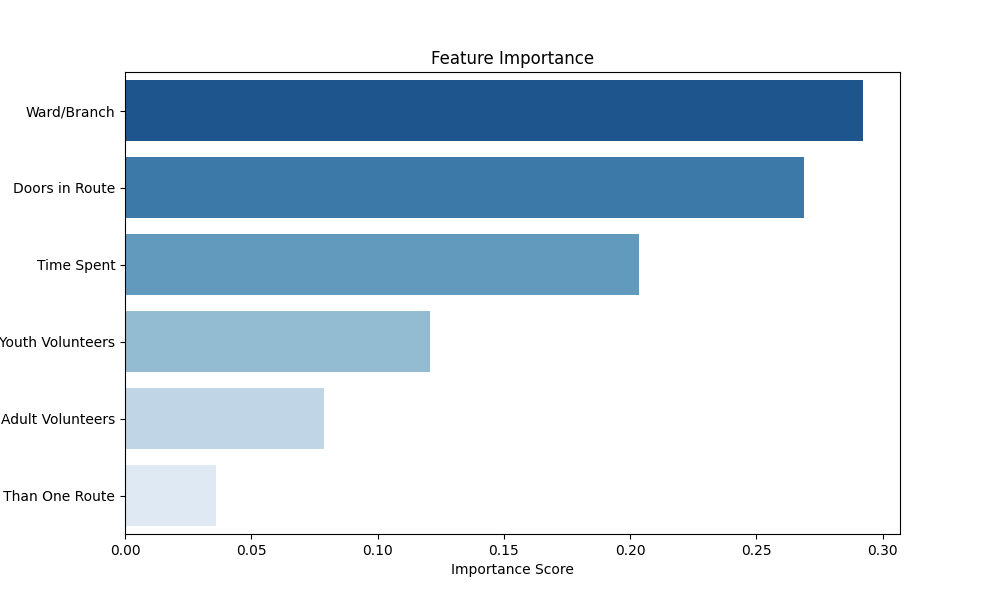 Feature Importance
Ward/Branch
Doors in Route
Time Spent
Youth Volunteers
Adult Volunteers
Than One Route
0.00 0.05 0.10 0.15 0.20 0.25 0.30
Importance Score